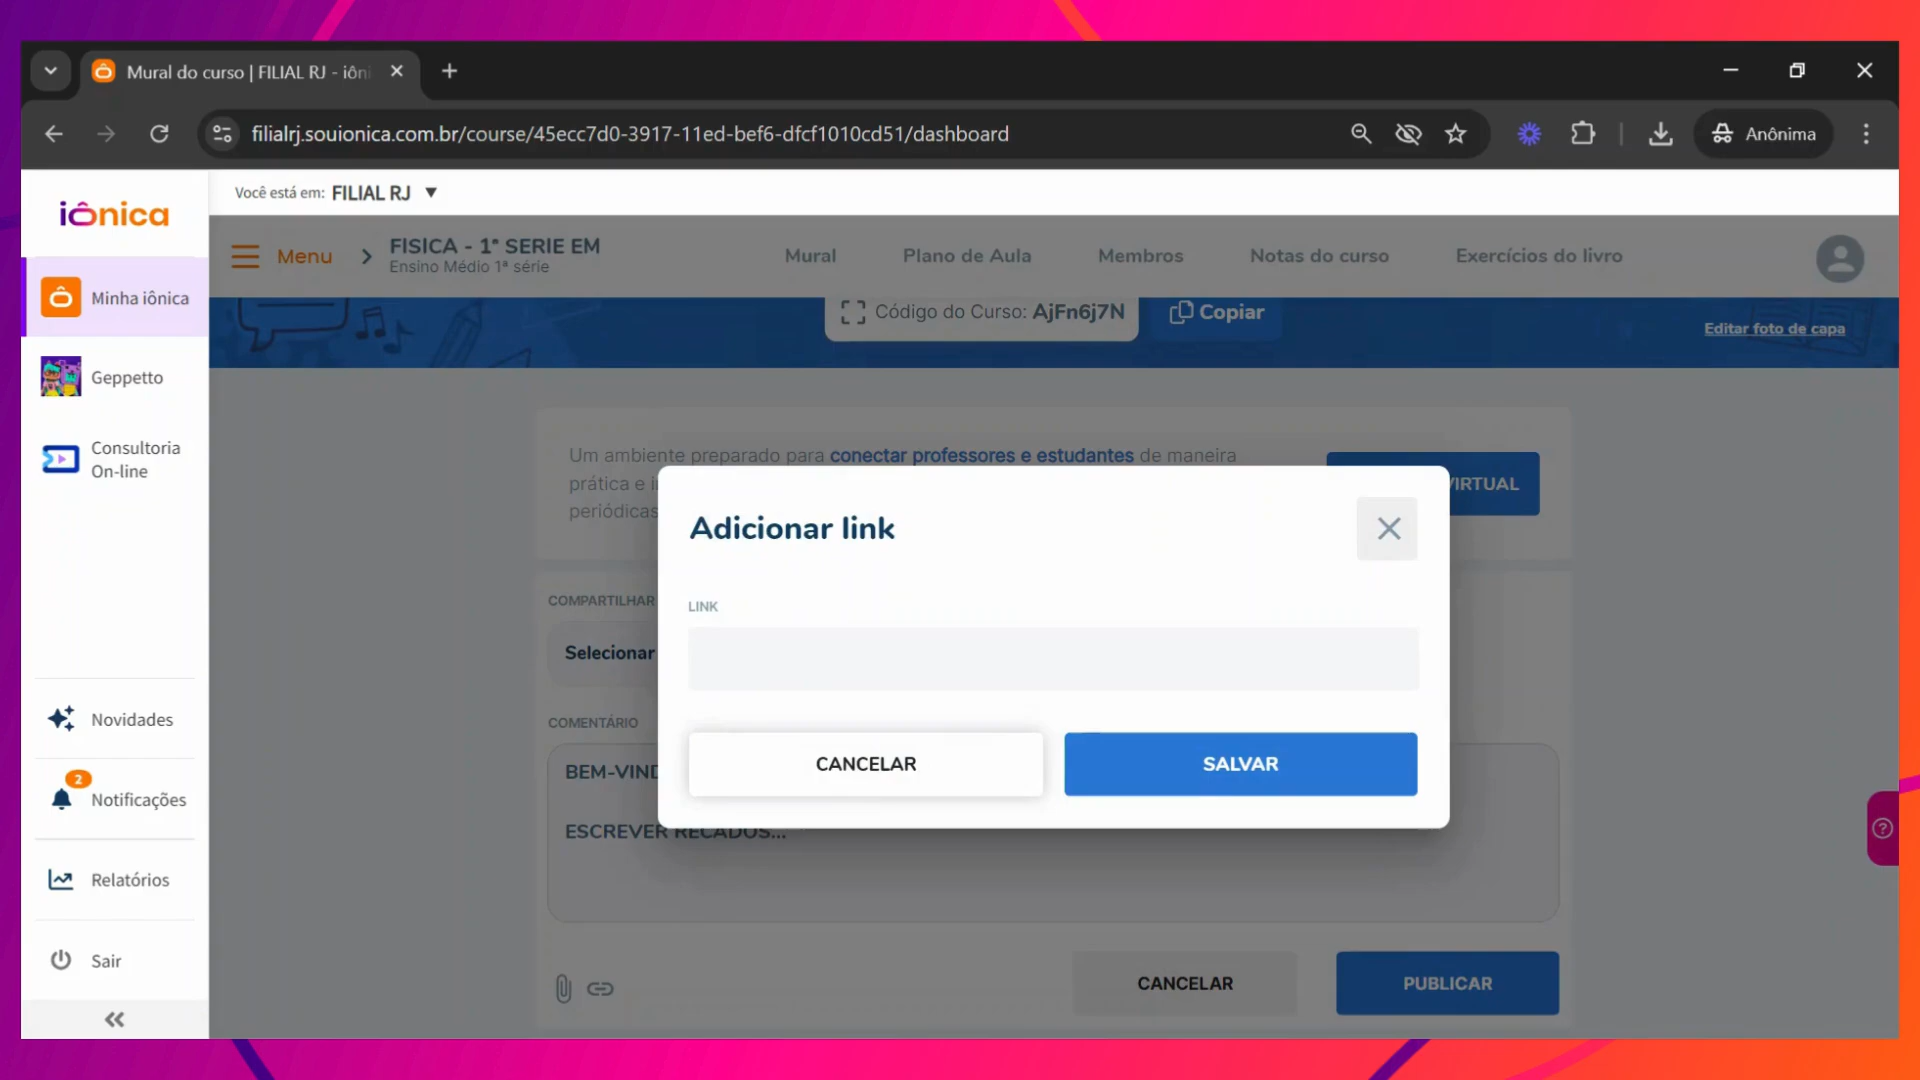 Mural do curso | FILIAL RJ - iôni
filialrj.souionica.com.br/course/45ecc7d0-3917-11ed-bef6-dfcf1010cd51/dashboard
Anônima
iônica
Você está em: FILIAL RJ ▼
Menu
FISICA - 1ª SERIE EM
Ensino Médio 1ª série
Mural
Plano de Aula
Membros
Notas do curso
Exercícios do livro
Minha iônica
Geppetto
Consultoria
On-line
Novidades
2
Notificações
Relatórios
Sair
Código do Curso: AjFn6j7N
Copiar
Editar foto de capa
Um ambiente preparado para conectar professores e estudantes de maneira
prática e i
periódicas
VIRTUAL
Adicionar link
LINK
CANCELAR
SALVAR
COMPARTILHAR
Selecionar
COMENTÁRIO
BEM-VIND
ESCREVER RECADOS...
CANCELAR
PUBLICAR